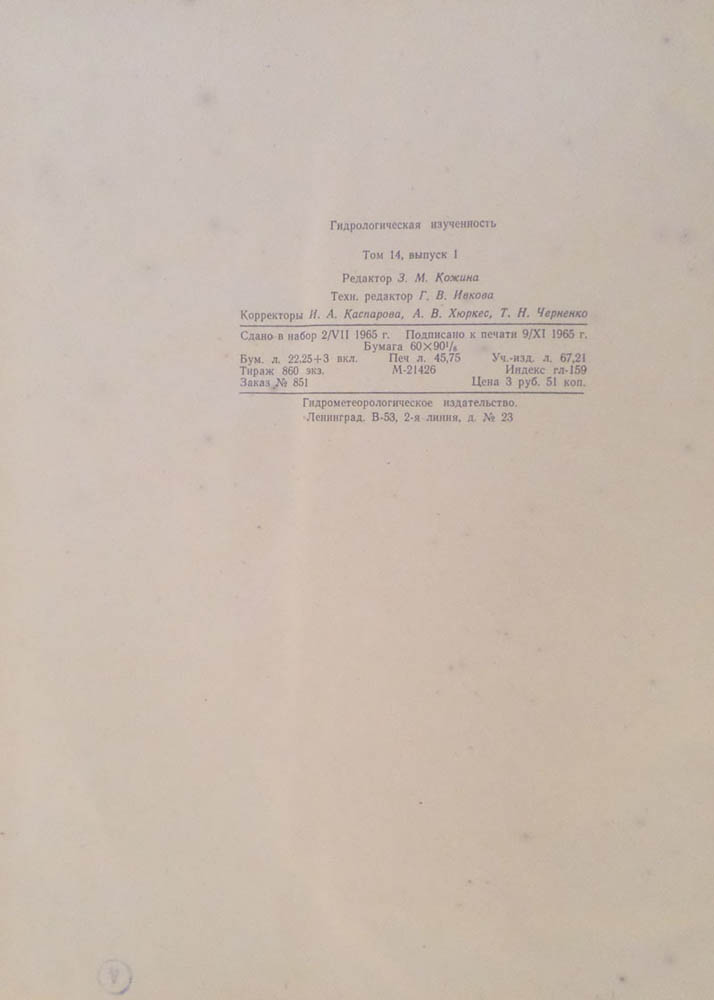 Гидрологическая изученность
Том 14, выпуск 1
Редактор З. М. Кожина
Техн. редактор Г. В. Ивкова
Корректоры И. А. Каспарова, А. В. Хюркес, Т. Н. Черненко
Сдано в набор 2/VII 1965 г. Подписано к печати 9/XI 1965 г.
Бумага 60×90¹/₈
Бум. л. 22,25+3 вкл. Печ л. 45,75 Уч.-изд. л. 67,21
Тираж 860 экз. М-21426 Индекс гл-159
Заказ № 851 Цена 3 руб. 51 коп.
Гидрометеорологическое издательство.
Ленинград, В-53, 2-я линия, д. № 23